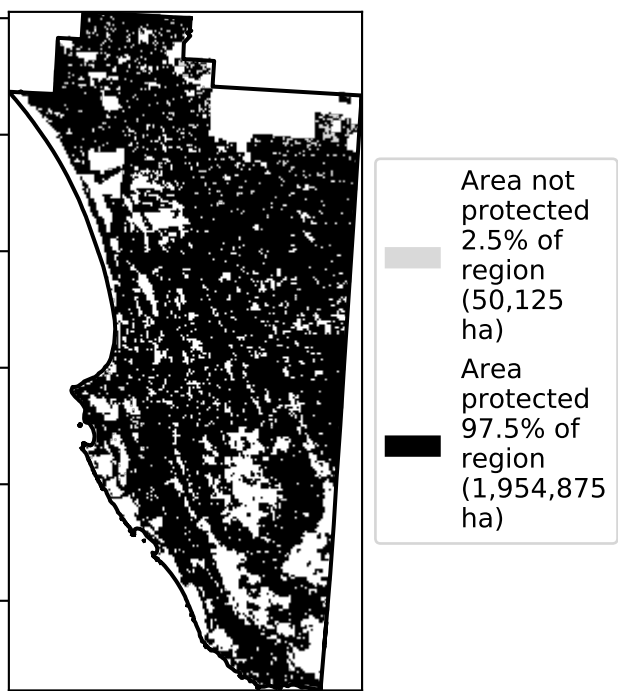 Area not
protected
2.5% of
region
(50,125
ha)
Area
protected
97.5% of
region
(1,954,875
ha)